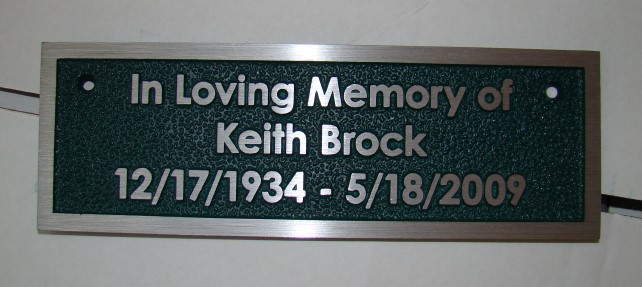 In Loving Memory of
Keith Brock
12/17/1934 - 5/18/2009